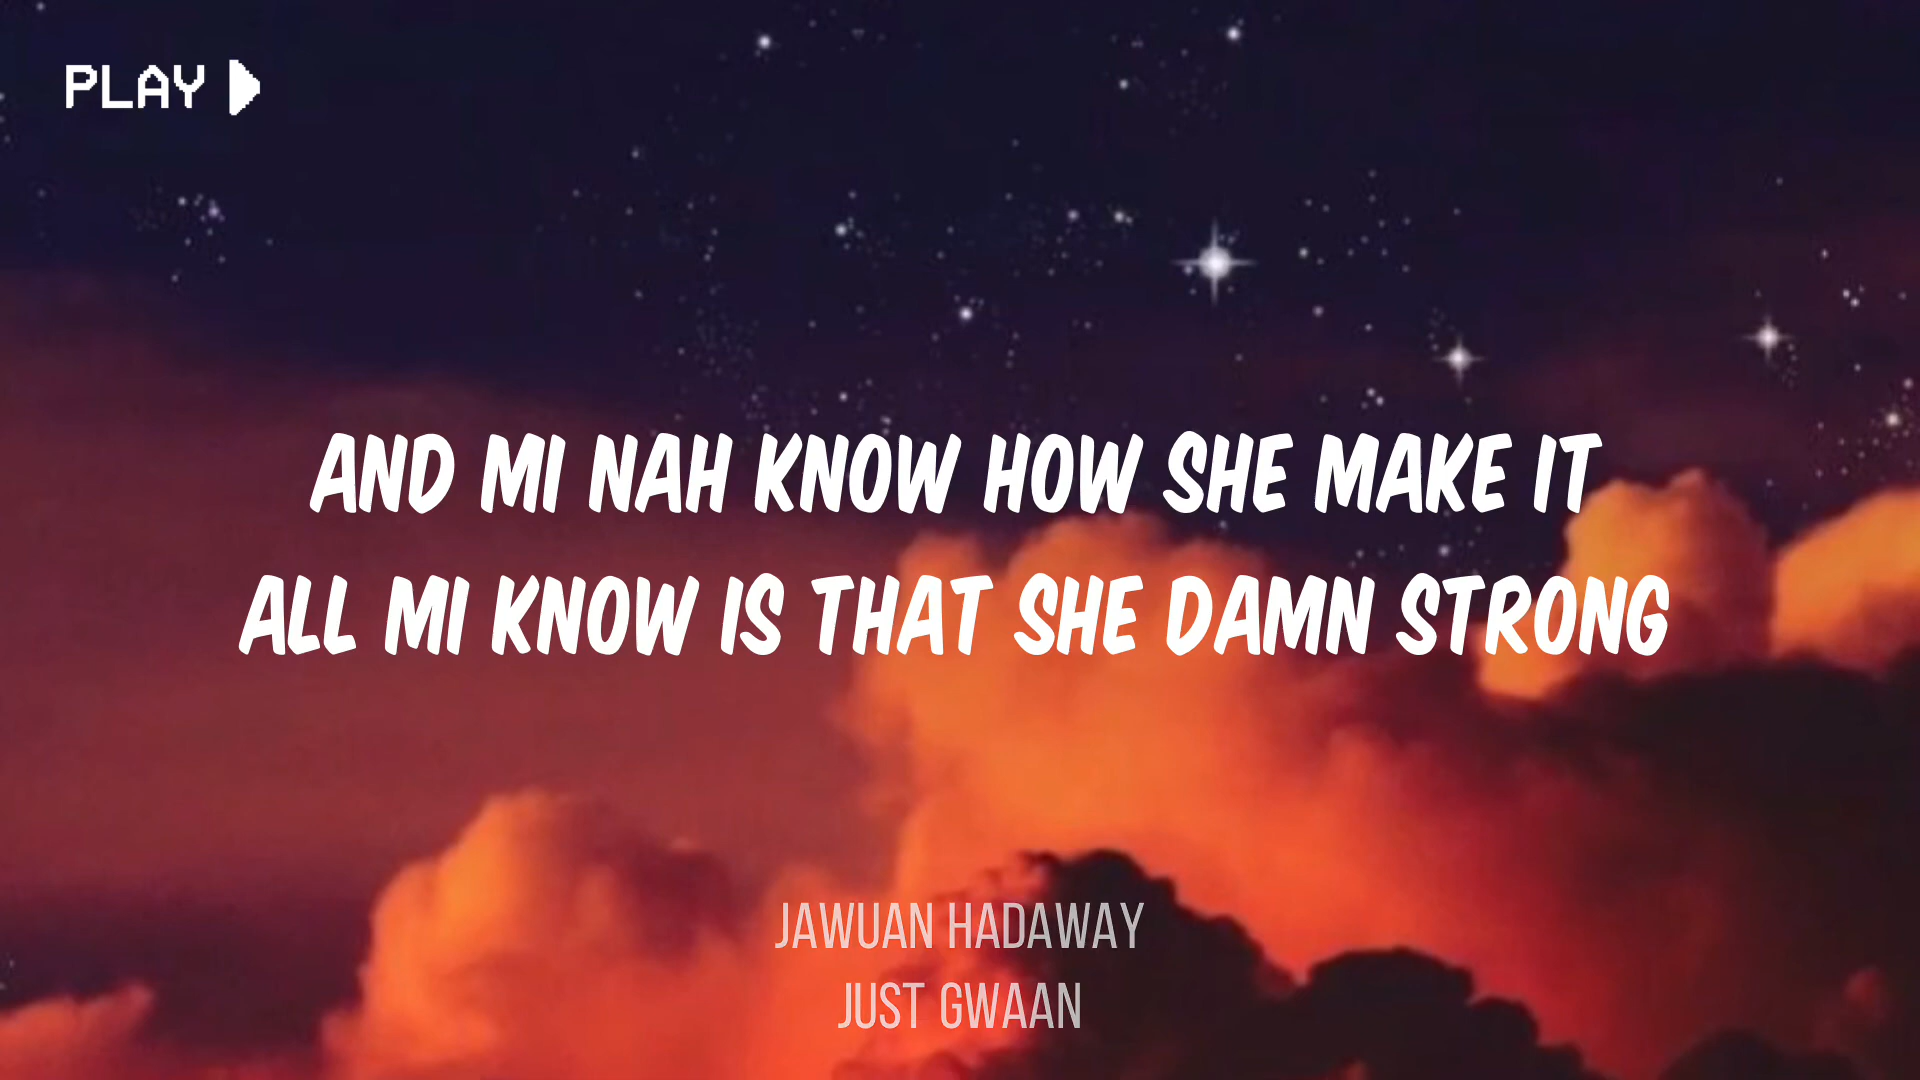 PLAY
AND MI NAH KNOW HOW SHE MAKE IT
ALL MI KNOW IS THAT SHE DAMN STRONG
JAWUAN HADAWAY
JUST GWAAN